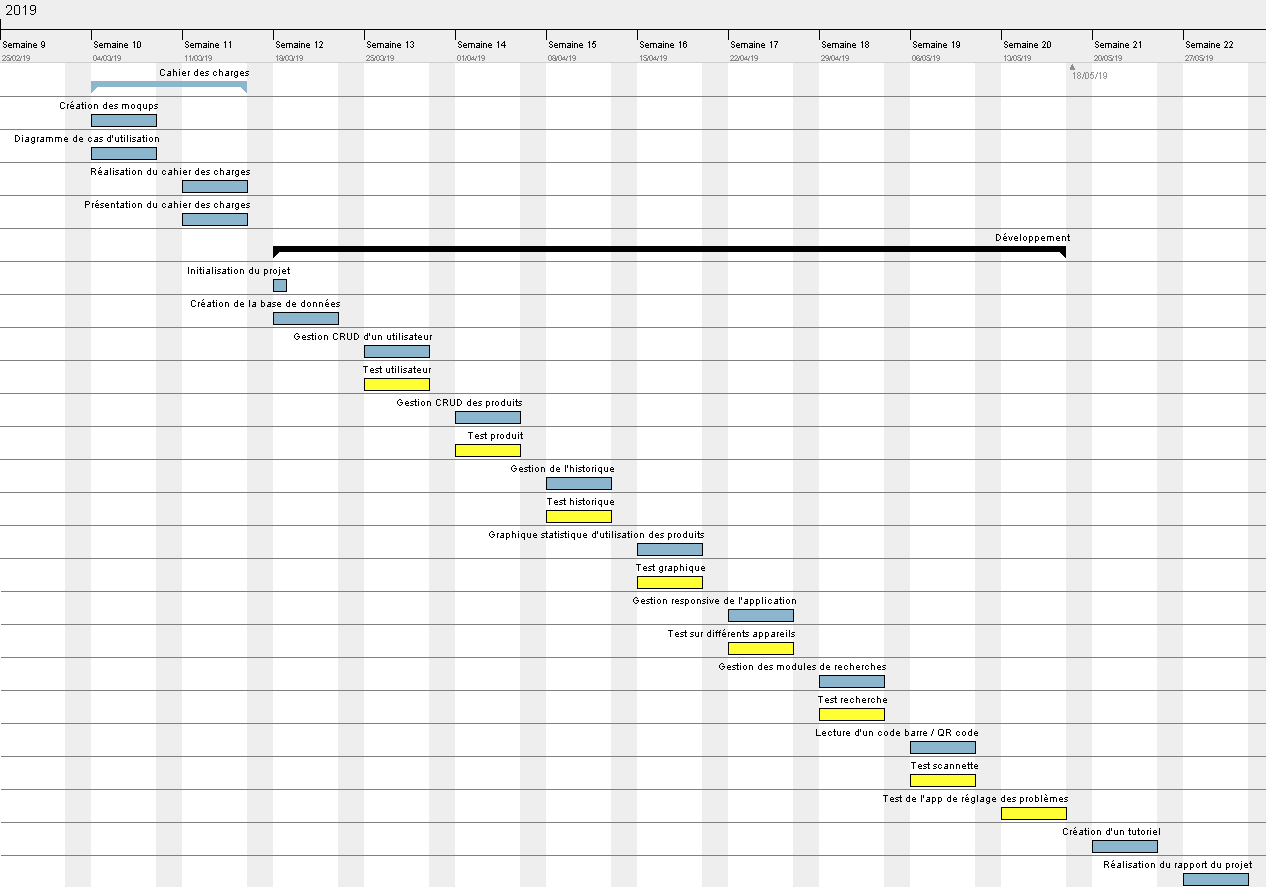 2019
Semaine 9 Semaine 10 Semaine 11 Semaine 12 Semaine 13 Semaine 14 Semaine 15 Semaine 16 Semaine 17 Semaine 18 Semaine 19 Semaine 20 Semaine 21 Semaine 22
25/02/19 04/03/19 11/03/19 18/03/19 25/03/19 01/04/19 08/04/19 15/04/19 22/04/19 29/04/19 06/05/19 13/05/19 20/05/19 27/05/19
Cahier des charges
18/05/19
Création des moqups
Diagramme de cas d'utilisation
Réalisation du cahier des charges
Présentation du cahier des charges
Développement
Initialisation du projet
Création de la base de données
Gestion CRUD d'un utilisateur
Test utilisateur
Gestion CRUD des produits
Test produit
Gestion de l'historique
Test historique
Graphique statistique d'utilisation des produits
Test graphique
Gestion responsive de l'application
Test sur différents appareils
Gestion des modules de recherches
Test recherche
Lecture d'un code barre / QR code
Test scannette
Test de l'app de réglage des problèmes
Création d'un tutoriel
Réalisation du rapport du projet